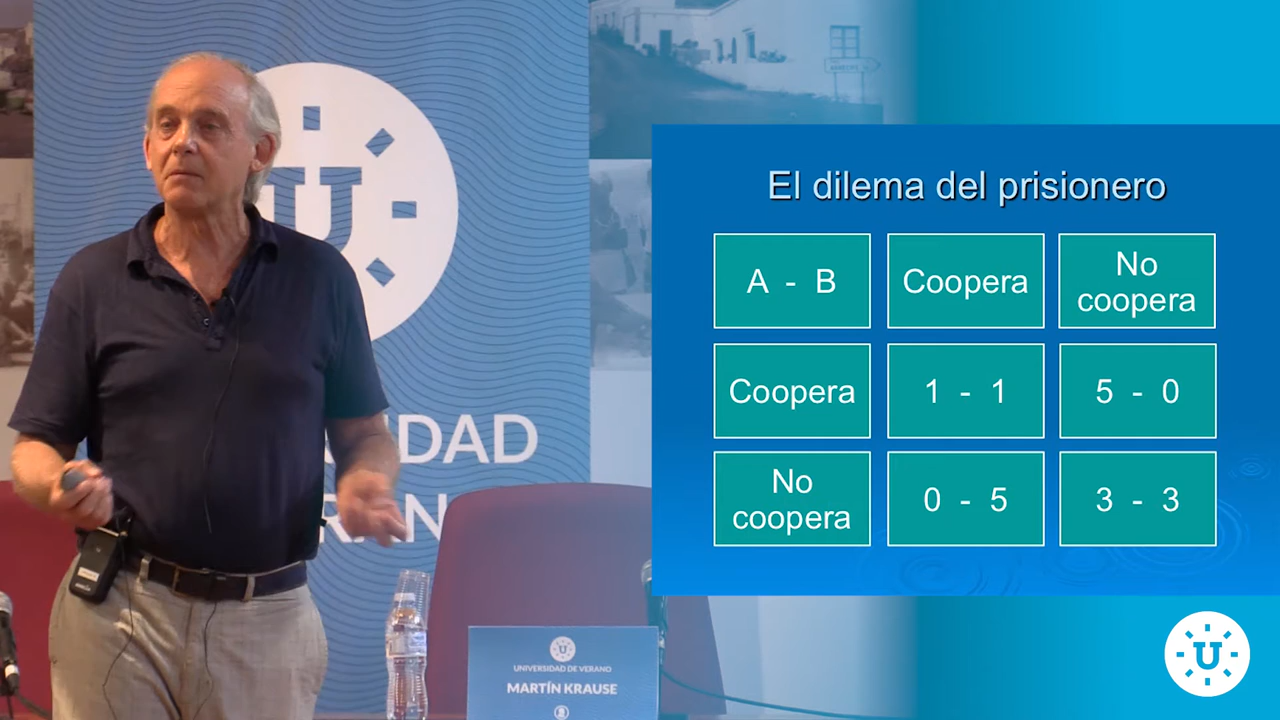 U
IDAD
RAN
El dilema del prisionero
A - B
Coopera
No
coopera
Coopera
1 - 1
5 - 0
No
coopera
0 - 5
3 - 3
UNIVERSIDAD DE VERANO
MARTÍN KRAUSE
U